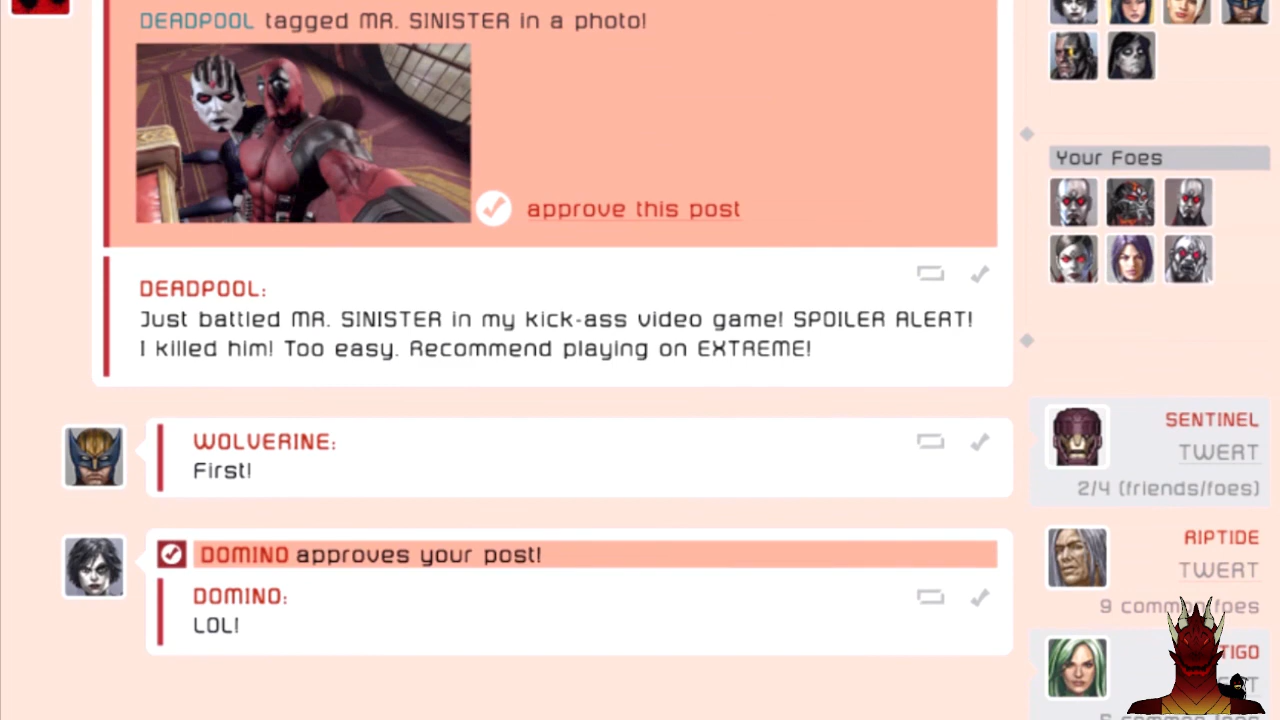 DEADPOOL tagged MR. SINISTER in a photo!
approve this post
DEADPOOL:
Just battled MR. SINISTER in my kick-ass video game! SPOILER ALERT!
I killed him! Too easy. Recommend playing on EXTREME!
WOLVERINE:
First!
DOMINO approves your post!
DOMINO:
LOL!
Your Foes
SENTINEL
TWERT
2/4 (friends/foes)
RIPTIDE
TWERT
9 common foes
TIGO